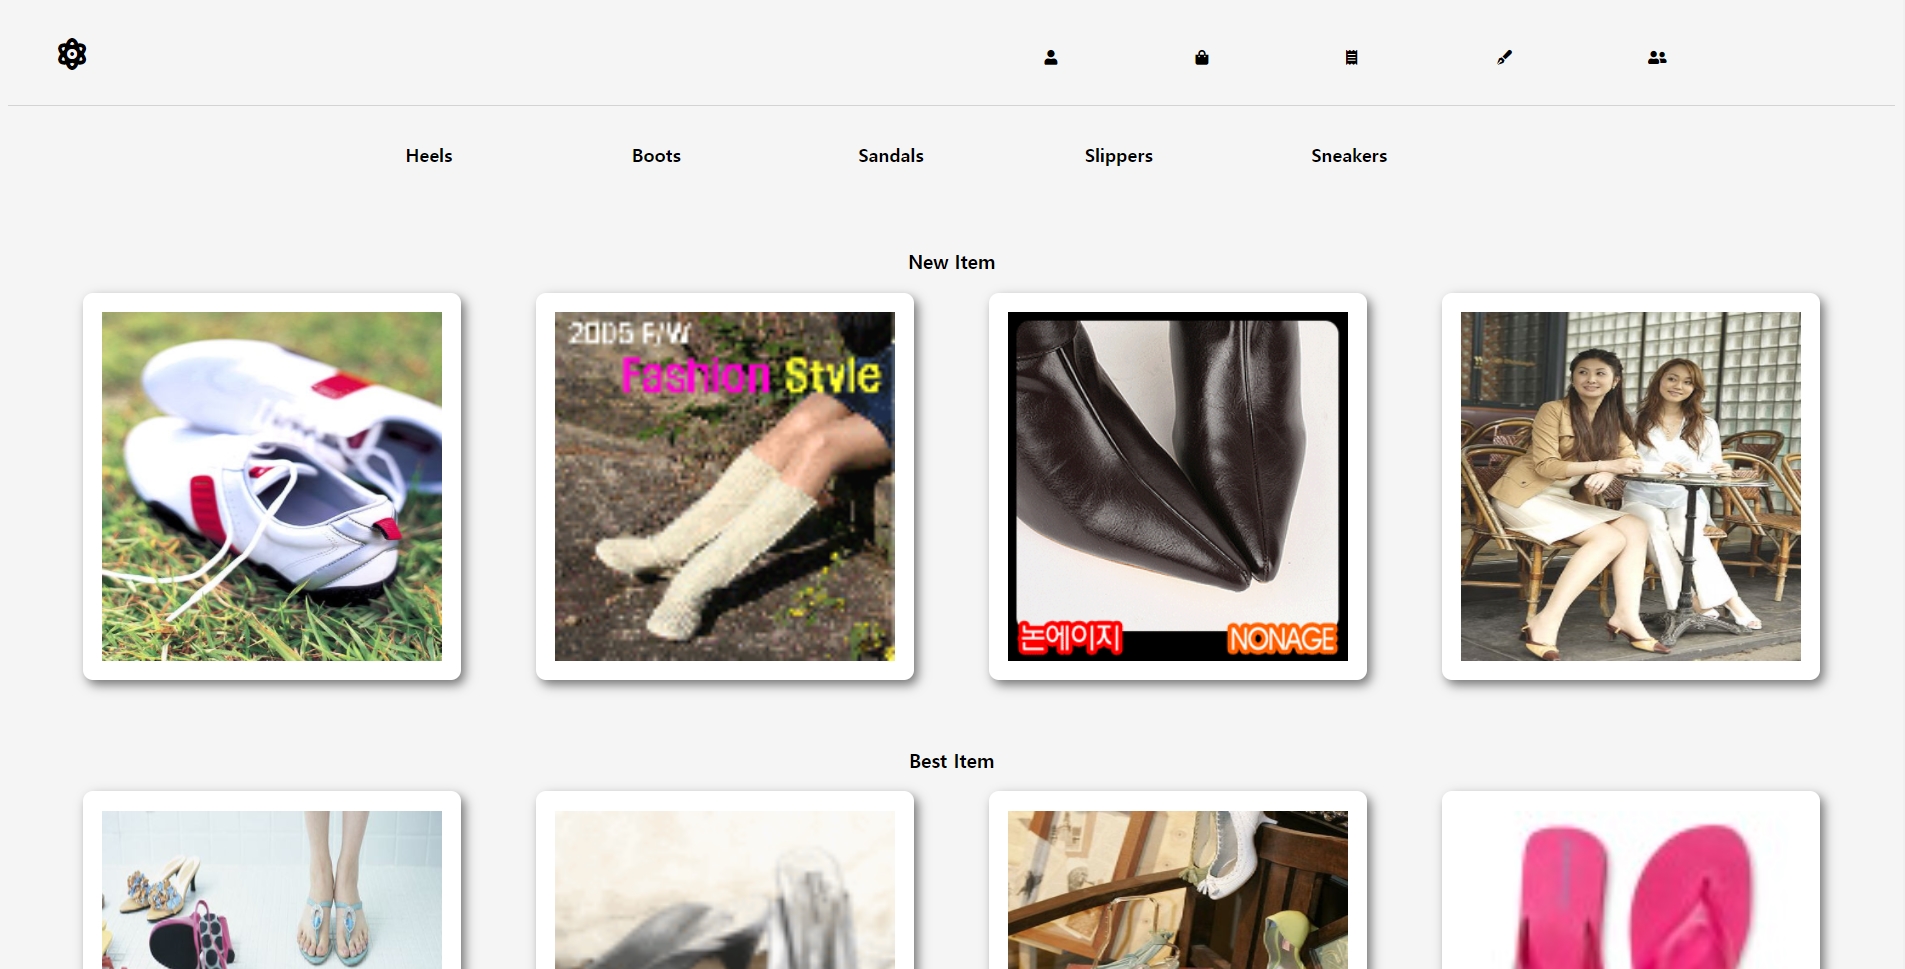 Heels
Boots
Sandals
Slippers
Sneakers
New Item
2005 F/W
Fashion Style
논에이지
NONAGE
Best Item